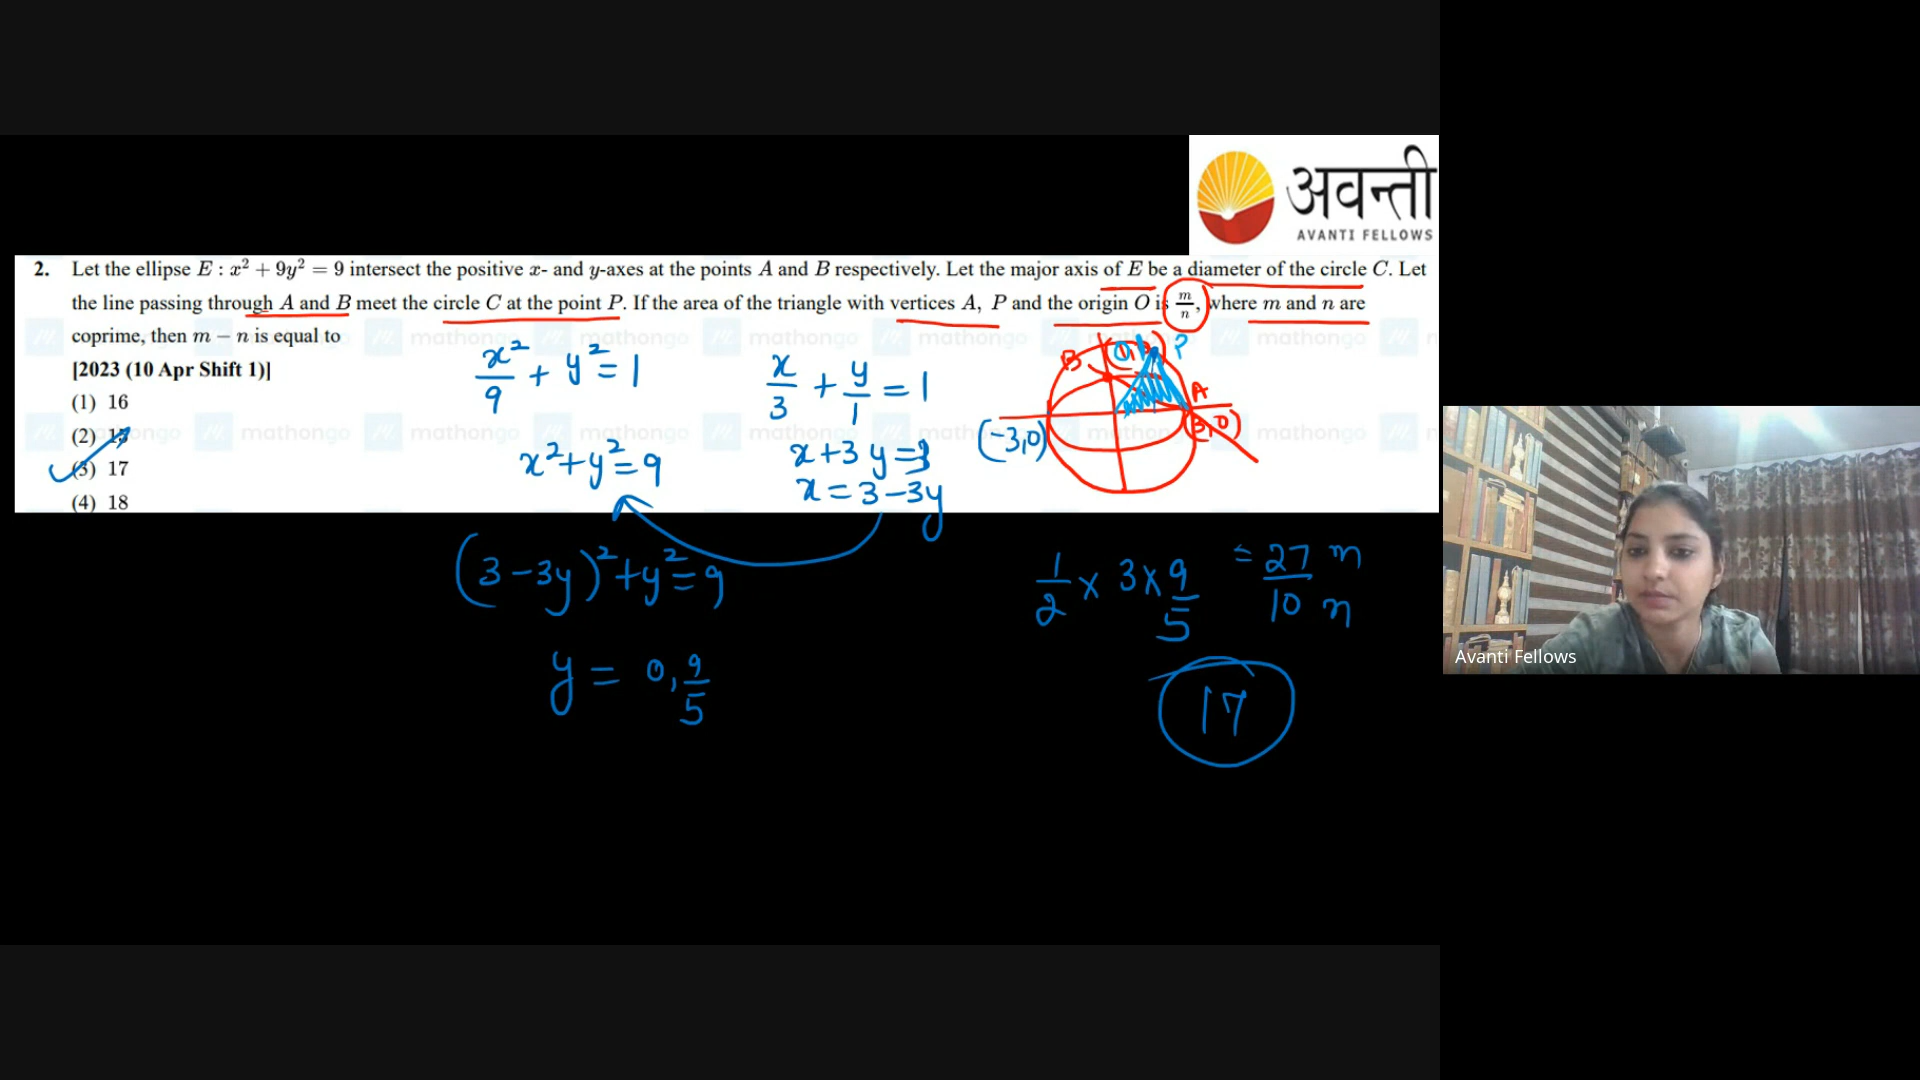 अवन्ती
AVANTI FELLOWS
2. Let the ellipse E : x² + 9y² = 9 intersect the positive x- and y-axes at the points A and B respectively. Let the major axis of E be a diameter of the circle C. Let
the line passing through A and B meet the circle C at the point P. If the area of the triangle with vertices A, P and the origin O is m/n, where m and n are
coprime, then m − n is equal to
[2023 (10 Apr Shift 1)]
(1) 16
(2)
(3) 17
(4) 18
mathongo
x²/9 + y² = 1
x² + y² = 9
x/3 + y/1 = 1
x + 3y = 3
x = 3 − 3y
B
P
A
(−3,0)
(3,0)
(3 − 3y)² + y² = 9
y = 0, 9/5
1/2 × 3 × 9/5 = 27/10 m n
17
Avanti Fellows